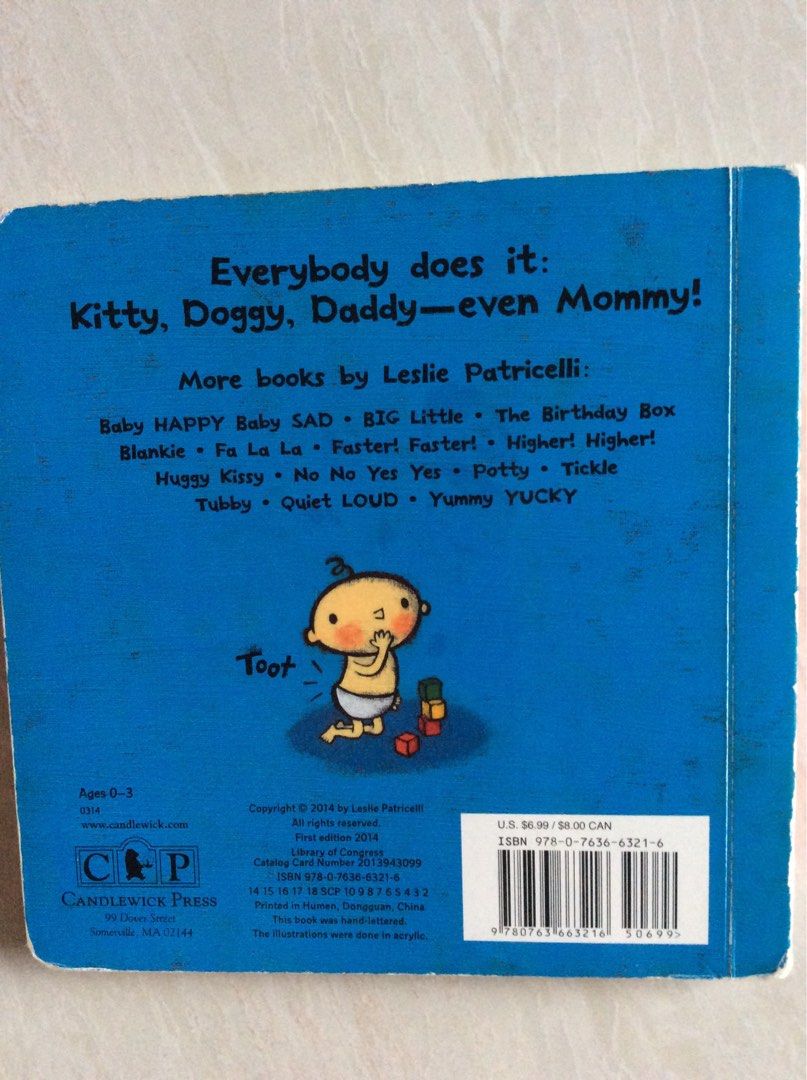 Everybody does it:
Kitty, Doggy, Daddy—even Mommy!
More books by Leslie Patricelli:
Baby HAPPY Baby SAD • BIG Little • The Birthday Box
Blankie • Fa La La • Faster! Faster! • Higher! Higher!
Huggy Kissy • No No Yes Yes • Potty • Tickle
Tubby • Quiet LOUD • Yummy YUCKY
Toot
Ages 0–3
0314
www.candlewick.com
C P
CANDLEWICK PRESS
99 Dover Street
Somerville, MA 02144
Copyright © 2014 by Leslie Patricelli
All rights reserved.
First edition 2014
Library of Congress
Catalog Card Number 2013943099
ISBN 978-0-7636-6321-6
14 15 16 17 18 SCP 10 9 8 7 6 5 4 3 2
Printed in Humen, Dongguan, China
This book was hand-lettered.
The illustrations were done in acrylic.
U.S. $6.99 / $8.00 CAN
ISBN 978-0-7636-6321-6
9 780763 663216 50699>